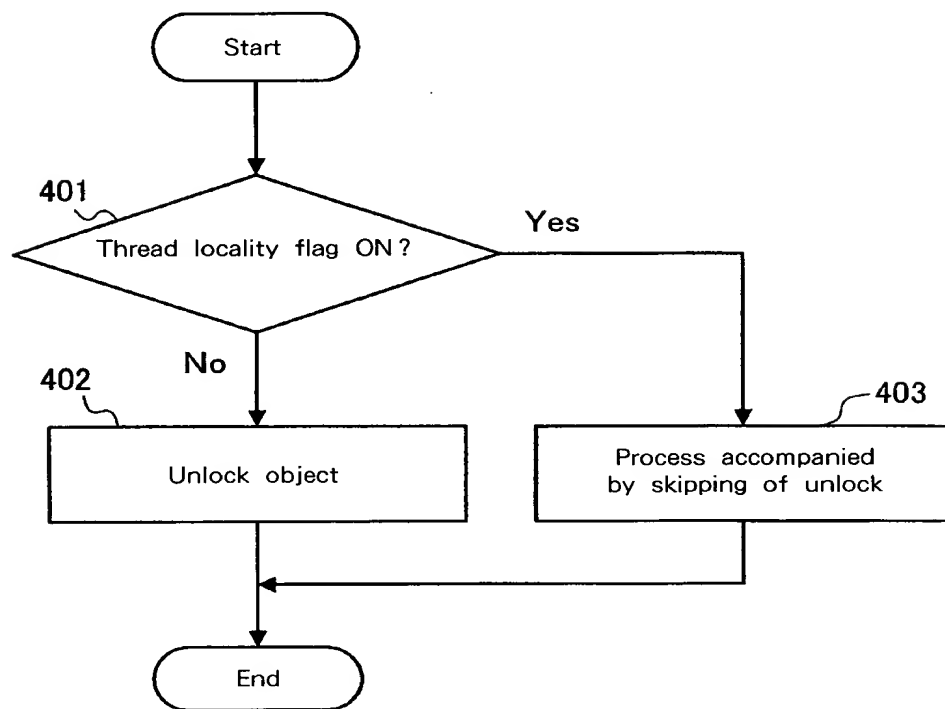 Start
401
Thread locality flag ON?
Yes
No
402
Unlock object
403
Process accompanied
by skipping of unlock
End